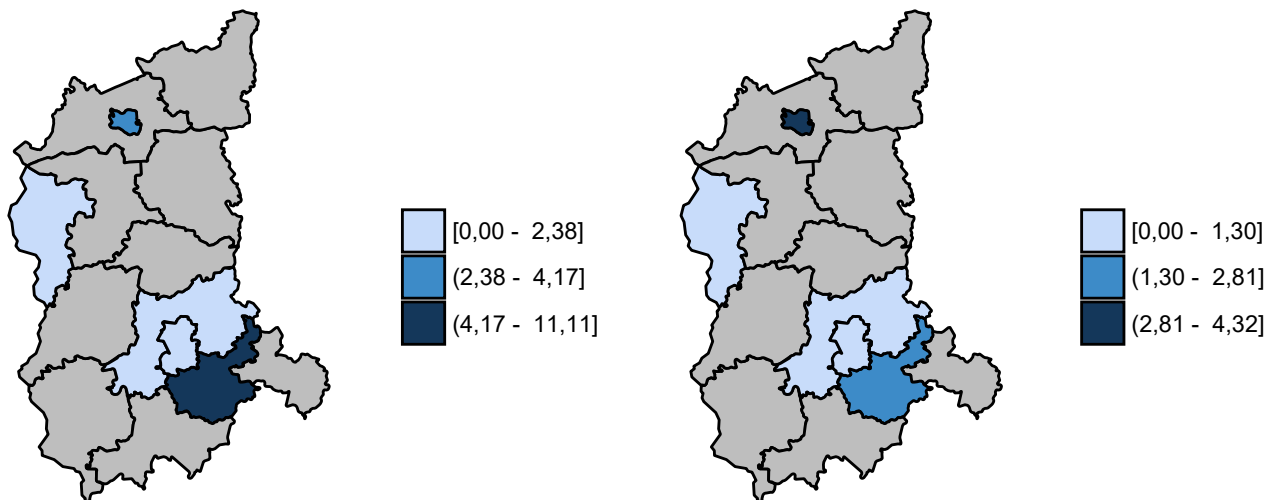 [0,00 - 2,38]
(2,38 - 4,17]
(4,17 - 11,11]
[0,00 - 1,30]
(1,30 - 2,81]
(2,81 - 4,32]